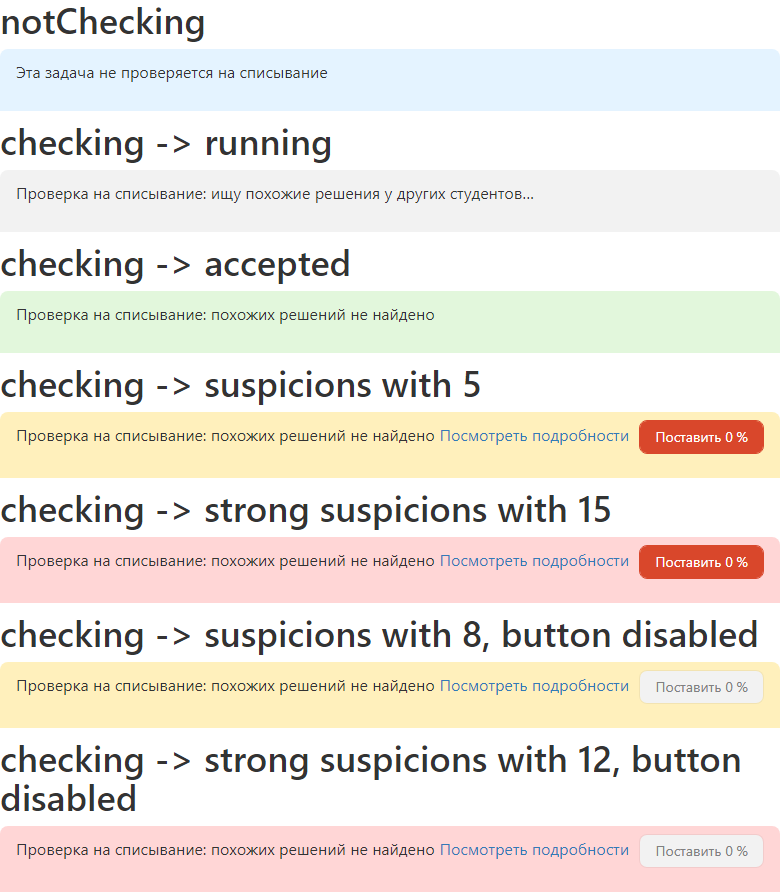 notChecking
Эта задача не проверяется на списывание
checking -> running
Проверка на списывание: ищу похожие решения у других студентов...
checking -> accepted
Проверка на списывание: похожих решений не найдено
checking -> suspicions with 5
Проверка на списывание: похожих решений не найдено Посмотреть подробности Поставить 0 %
checking -> strong suspicions with 15
Проверка на списывание: похожих решений не найдено Посмотреть подробности Поставить 0 %
checking -> suspicions with 8, button disabled
Проверка на списывание: похожих решений не найдено Посмотреть подробности Поставить 0 %
checking -> strong suspicions with 12, button
disabled
Проверка на списывание: похожих решений не найдено Посмотреть подробности Поставить 0 %